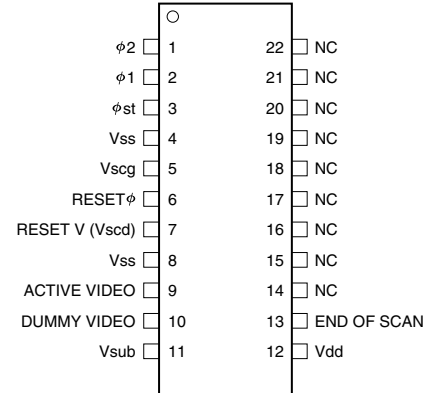 φ2 1 22 NC
φ1 2 21 NC
φst 3 20 NC
Vss 4 19 NC
Vscg 5 18 NC
RESETφ 6 17 NC
RESET V (Vscd) 7 16 NC
Vss 8 15 NC
ACTIVE VIDEO 9 14 NC
DUMMY VIDEO 10 13 END OF SCAN
Vsub 11 12 Vdd